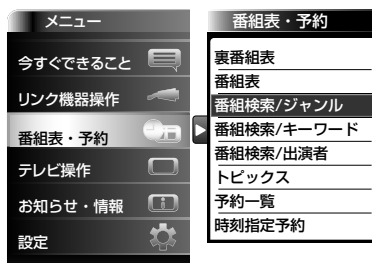 メニュー
今すぐできること
リンク機器操作
番組表・予約
テレビ操作
お知らせ・情報
設定
番組表・予約
裏番組表
番組表
番組検索/ジャンル
番組検索/キーワード
番組検索/出演者
トピックス
予約一覧
時刻指定予約